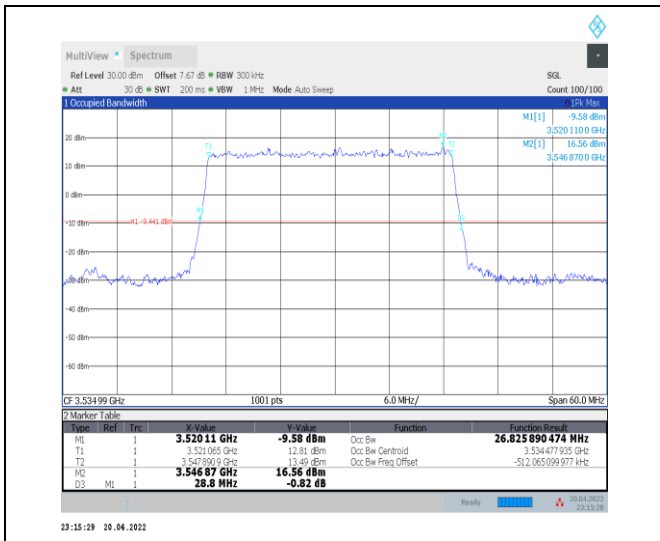 MultiView Spectrum
Ref Level 30.00 dBm Offset 7.67 dB RBW 300 kHz SGL
Att 30 dB SWT 200 ms VBW 1 MHz Mode Auto Sweep Count 100/100
1 Occupied Bandwidth 1Pk Max
M1[1] -9.58 dBm
3.520 110 0 GHz
M2[1] 16.56 dBm
3.546 870 0 GHz
20 dBm
10 dBm
0 dBm
-10 dBm
H1 -9.441 dBm
-20 dBm
-30 dBm
-40 dBm
-50 dBm
-60 dBm
T1
M2
T2
M1
D3
CF 3.534 99 GHz 1001 pts 6.0 MHz/ Span 60.0 MHz
2 Marker Table
Type Ref Trc X-Value Y-Value Function Function Result
M1 1 3.520 11 GHz -9.58 dBm Occ Bw 26.825 890 474 MHz
T1 1 3.521 065 GHz 12.81 dBm Occ Bw Centroid 3.534 477 935 GHz
T2 1 3.547 890 9 GHz 13.49 dBm Occ Bw Freq Offset -512.065 099 977 kHz
M2 1 3.546 87 GHz 16.56 dBm
D3 M1 1 28.8 MHz -0.82 dB
Ready 20.04.2022
23:15:28
23:15:29 20.04.2022